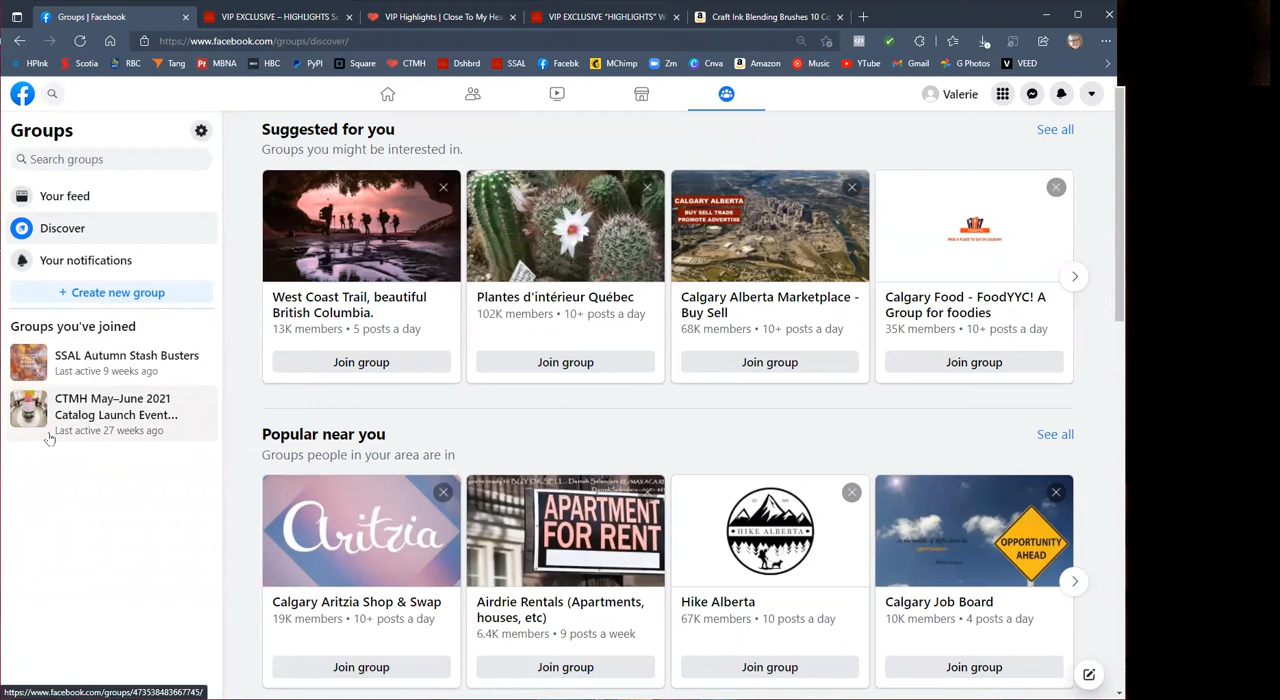 Groups | Facebook
VIP EXCLUSIVE – HIGHLIGHTS Sc
VIP Highlights | Close To My Hea
VIP EXCLUSIVE "HIGHLIGHTS" W
Craft Ink Blending Brushes 10 Co
https://www.facebook.com/groups/discover/
HPInk
Scotia
RBC
Tang
MBNA
HBC
PyPl
Square
CTMH
Dshbrd
SSAL
Facebk
MChimp
Zm
Cnva
Amazon
Music
YTube
Gmail
G Photos
VEED
Valerie
Groups
Search groups
Your feed
Discover
Your notifications
+ Create new group
Groups you've joined
SSAL Autumn Stash Busters
Last active 9 weeks ago
CTMH May–June 2021
Catalog Launch Event...
Last active 27 weeks ago
Suggested for you
See all
Groups you might be interested in.
CALGARY ALBERTA
BUY SELL TRADE
PROMOTE ADVERTISE
West Coast Trail, beautiful
British Columbia.
13K members • 5 posts a day
Join group
Plantes d'intérieur Québec
102K members • 10+ posts a day
Join group
Calgary Alberta Marketplace -
Buy Sell
68K members • 10+ posts a day
Join group
Calgary Food - FoodYYC! A
Group for foodies
35K members • 10+ posts a day
Join group
Popular near you
See all
Groups people in your area are in
Aritzia
APARTMENT
FOR RENT
HIKE ALBERTA
OPPORTUNITY
AHEAD
Calgary Aritzia Shop & Swap
19K members • 10+ posts a day
Join group
Airdrie Rentals (Apartments,
houses, etc)
6.4K members • 9 posts a week
Join group
Hike Alberta
67K members • 10 posts a day
Join group
Calgary Job Board
10K members • 4 posts a day
Join group
https://www.facebook.com/groups/473538483667745/